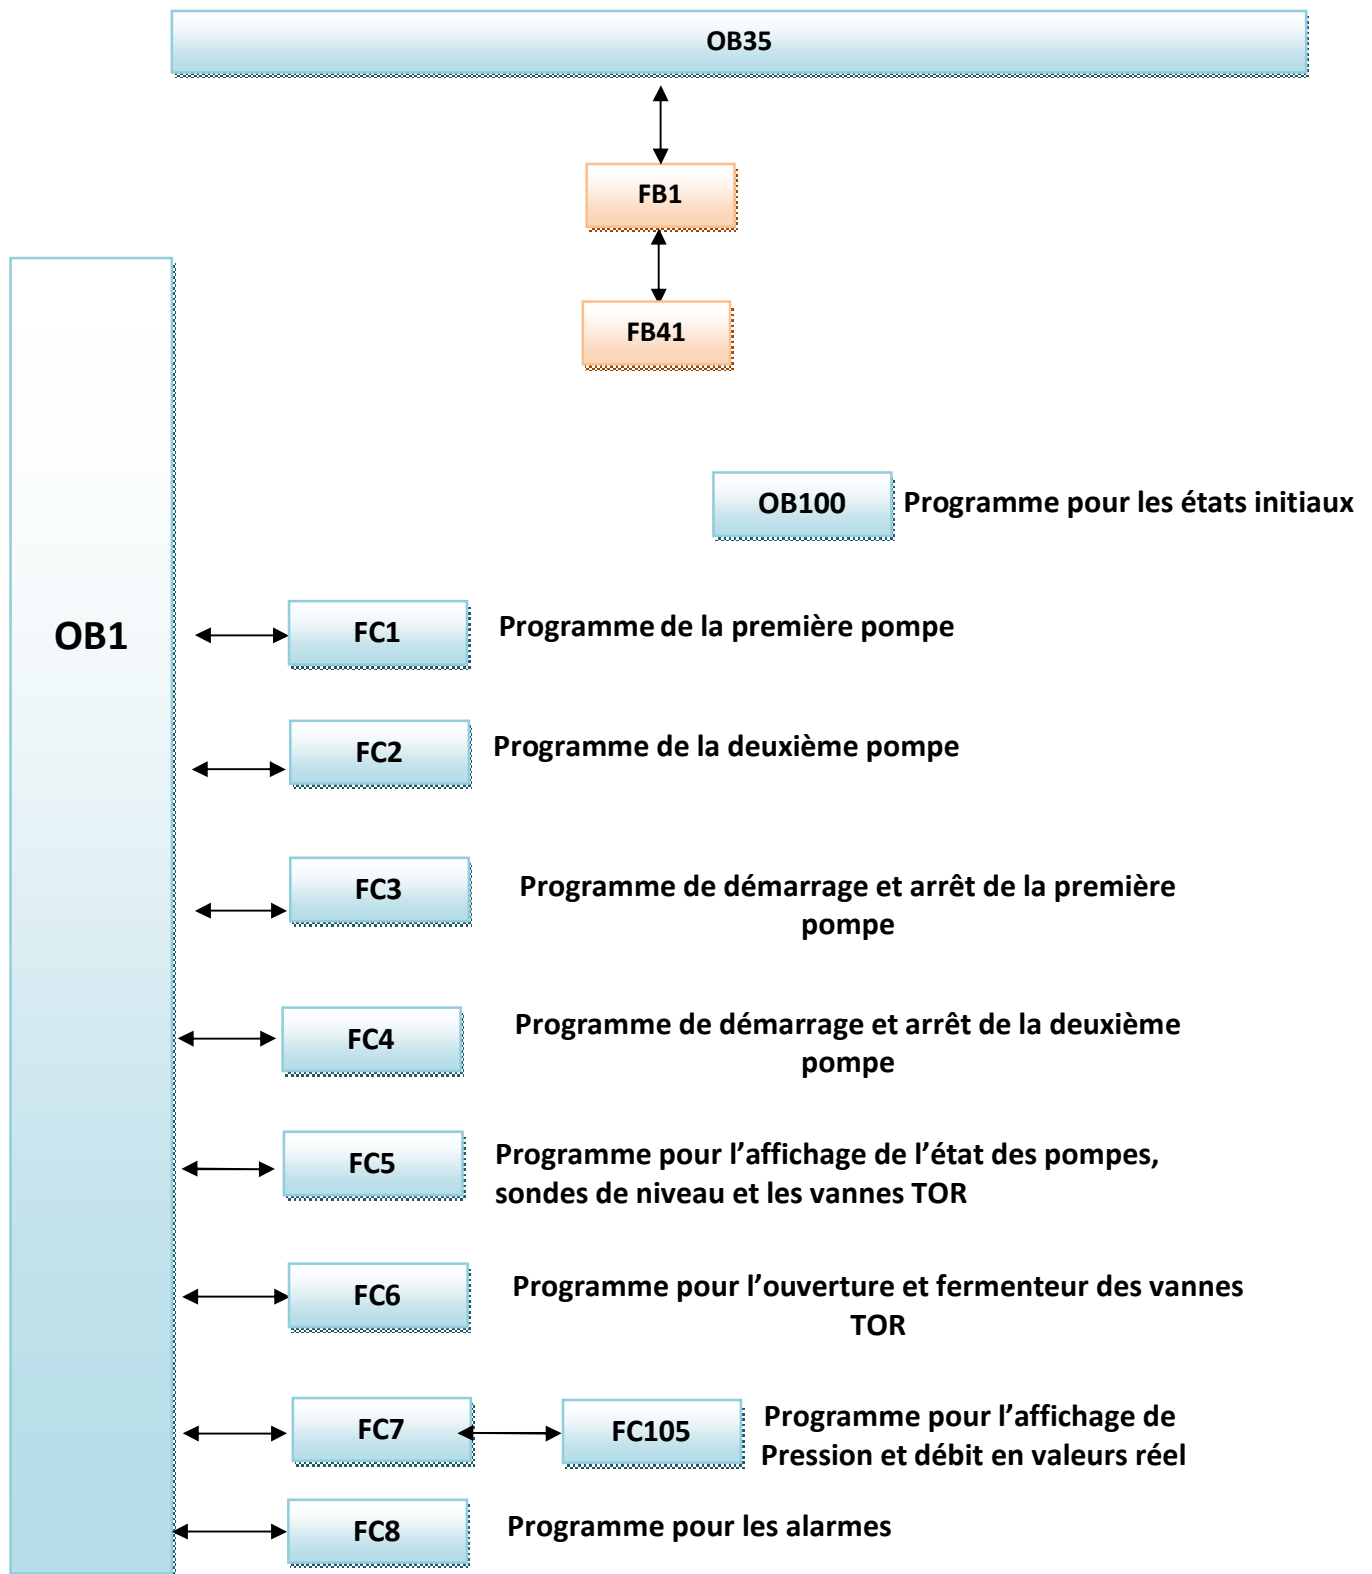 OB35
FB1
FB41
OB100 Programme pour les états initiaux
OB1
FC1 Programme de la première pompe
FC2 Programme de la deuxième pompe
FC3 Programme de démarrage et arrêt de la première
pompe
FC4 Programme de démarrage et arrêt de la deuxième
pompe
FC5 Programme pour l’affichage de l’état des pompes,
sondes de niveau et les vannes TOR
FC6 Programme pour l’ouverture et fermenteur des vannes
TOR
FC7 FC105 Programme pour l’affichage de
Pression et débit en valeurs réel
FC8 Programme pour les alarmes